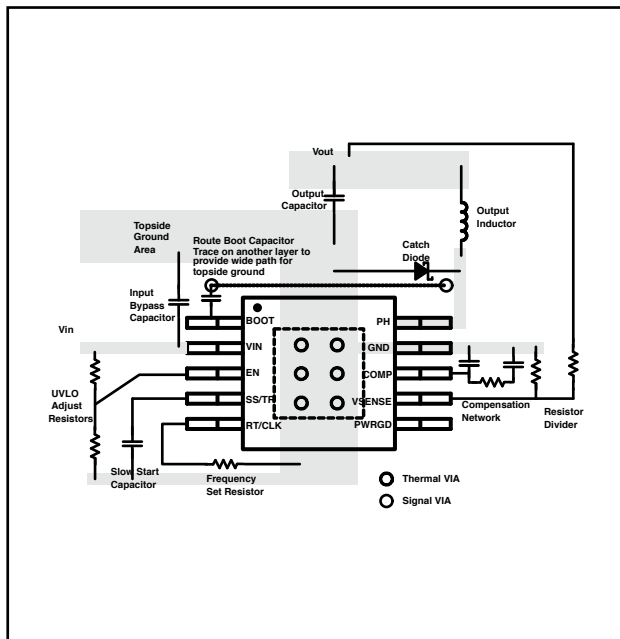 Vout
Output
Capacitor
Output
Inductor
Topside
Ground
Area
Route Boot Capacitor
Trace on another layer to
provide wide path for
topside ground
Catch
Diode
Input
Bypass
Capacitor
Vin
BOOT
VIN
EN
SS/TR
RT/CLK
PH
GND
COMP
VSENSE
PWRGD
UVLO
Adjust
Resistors
Compensation
Network
Resistor
Divider
Slow Start
Capacitor
Frequency
Set Resistor
Thermal VIA
Signal VIA